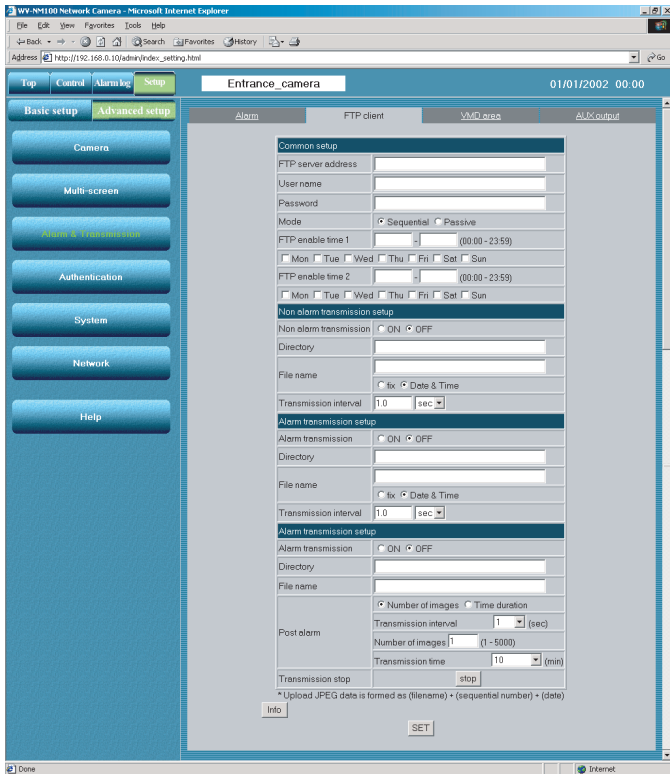 WV-NM100 Network Camera - Microsoft Internet Explorer
File Edit View Favorites Tools Help
Back Search Favorites History
Address http://192.168.0.10/admin/index_setting.html Go
Top Control Alarm log Setup Entrance_camera 01/01/2002 00:00
Basic setup Advanced setup
Alarm FTP client VMD area AUX output
Camera
Multi-screen
Alarm & Transmission
Authentication
System
Network
Help
Common setup
FTP server address
User name
Password
Mode Sequential Passive
FTP enable time 1 - (00:00 - 23:59)
Mon Tue Wed Thu Fri Sat Sun
FTP enable time 2 - (00:00 - 23:59)
Mon Tue Wed Thu Fri Sat Sun
Non alarm transmission setup
Non alarm transmission ON OFF
Directory
File name
fix Date & Time
Transmission interval 1.0 sec
Alarm transmission setup
Alarm transmission ON OFF
Directory
File name
fix Date & Time
Transmission interval 1.0 sec
Alarm transmission setup
Alarm transmission ON OFF
Directory
File name
Post alarm
Number of images Time duration
Transmission interval 1 (sec)
Number of images 1 (1 - 5000)
Transmission time 10 (min)
Transmission stop stop
* Upload JPEG data is formed as (filename) + (sequential number) + (date)
Info
SET
Done Internet